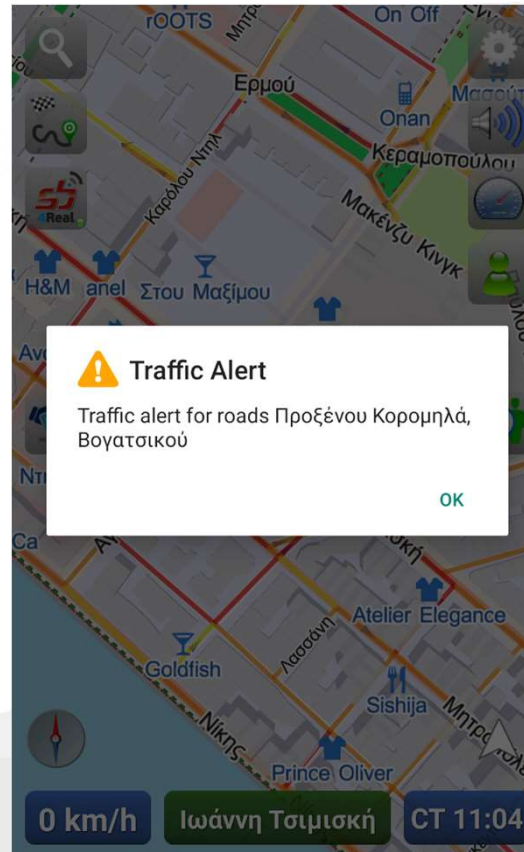 rOOTS
On Off
Ερμού
Onan
Κεραμοπούλου
Καρόλου Ντηλ
Μακένζυ Κινγκ
4Real
H&M
anel
Στου Μαξίμου
Traffic Alert
Traffic alert for roads Προξένου Κορομηλά,
Βογατσικού
OK
Atelier Elegance
Λασσάνη
Goldfish
Sishija
Νίκης
Prince Oliver
0 km/h
Ιωάννη Τσιμισκή
CT 11:04